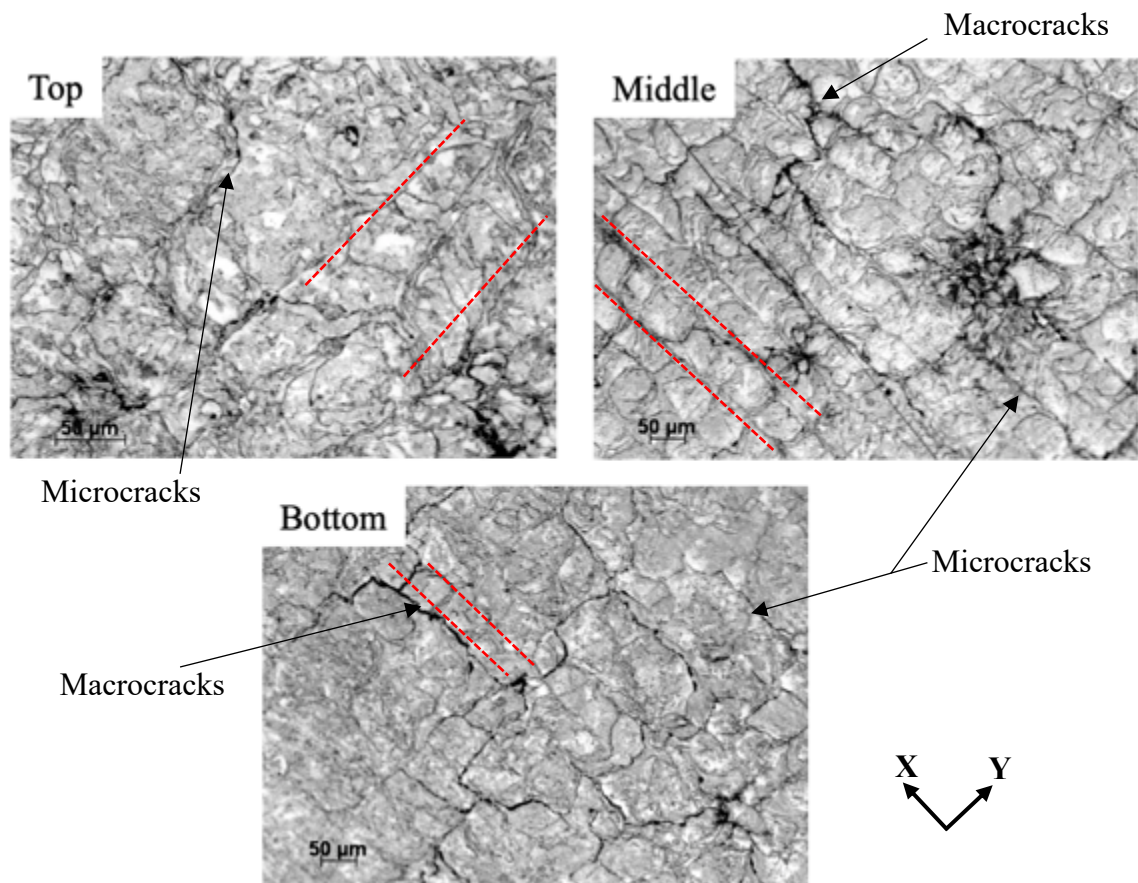 Macrocracks
Top
Middle
50 µm
50 µm
Microcracks
Bottom
Microcracks
Macrocracks
X
Y
50 µm